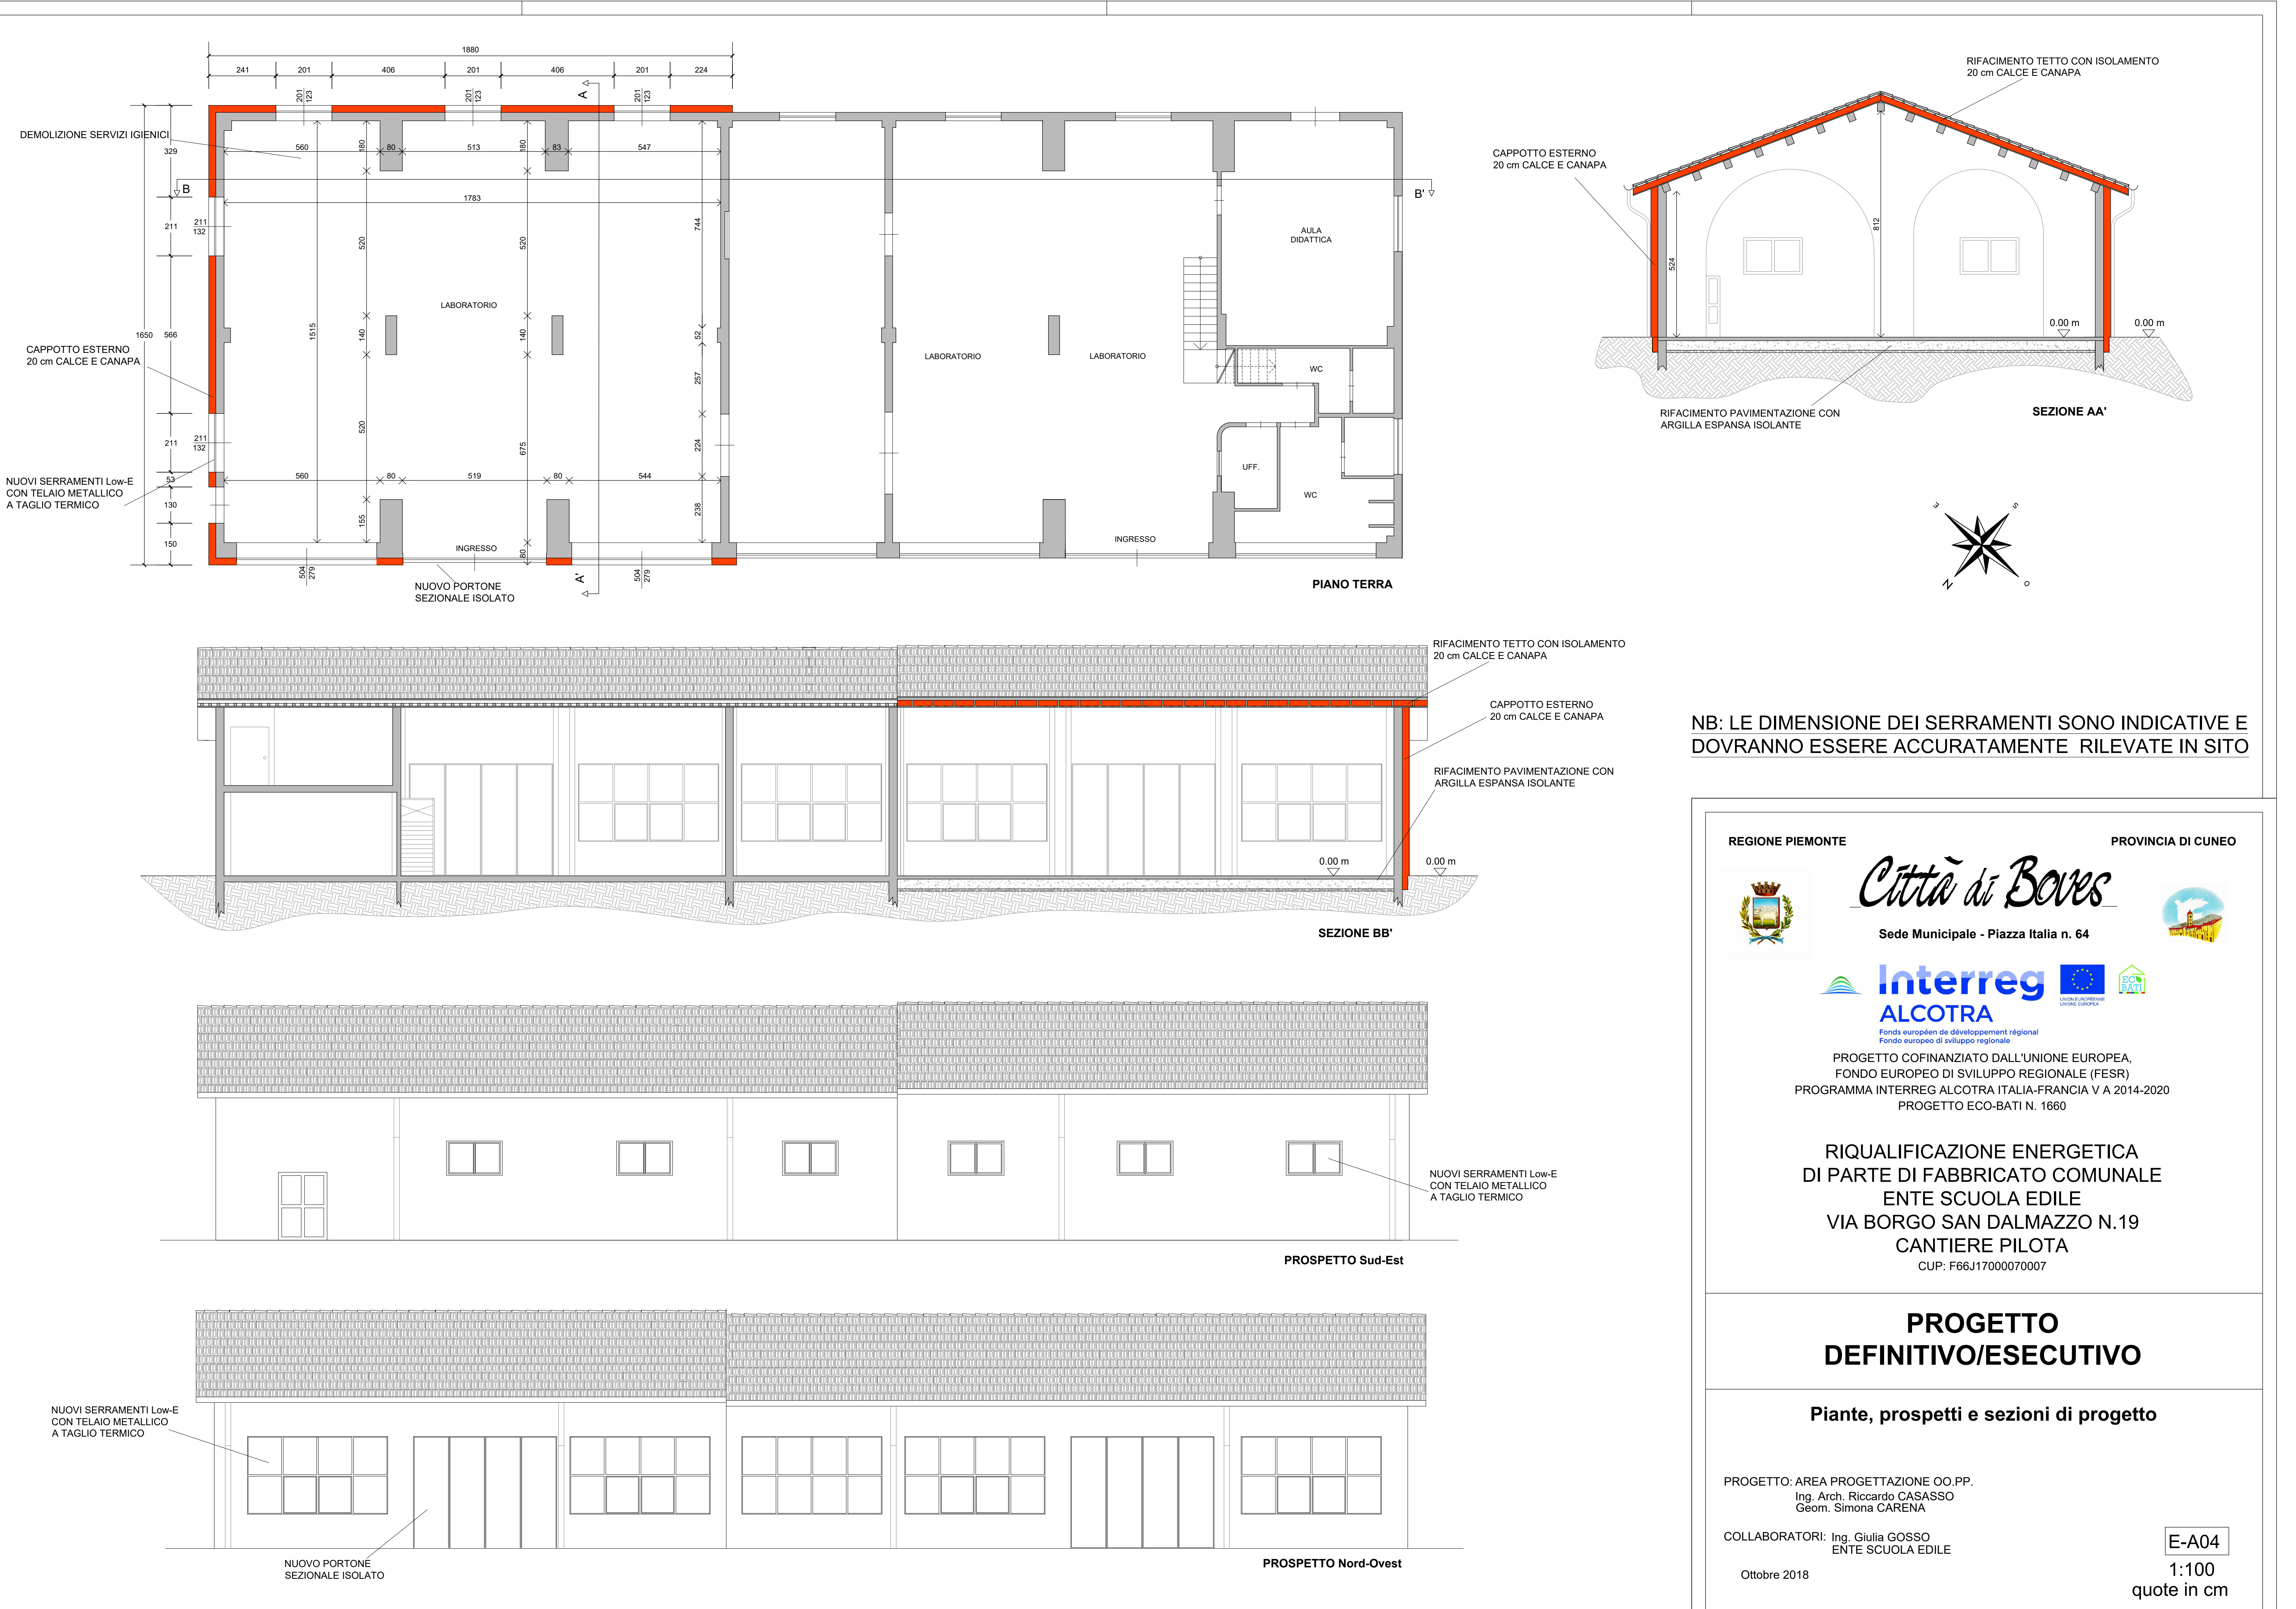 1880
241
201
406
201
406
201
224
201
123
201
123
201
123
A
DEMOLIZIONE SERVIZI IGIENICI
329
560
180
80
513
180
83
547
B
B'
1783
211
211
132
520
520
744
AULA
DIDATTICA
LABORATORIO
1650
566
1515
140
140
52
CAPPOTTO ESTERNO
20 cm CALCE E CANAPA
LABORATORIO
LABORATORIO
WC
257
211
211
132
520
675
224
NUOVI SERRAMENTI Low-E
CON TELAIO METALLICO
A TAGLIO TERMICO
53
560
80
519
80
544
UFF.
WC
130
155
238
150
INGRESSO
80
INGRESSO
504
279
504
279
A'
NUOVO PORTONE
SEZIONALE ISOLATO
PIANO TERRA
RIFACIMENTO TETTO CON ISOLAMENTO
20 cm CALCE E CANAPA
CAPPOTTO ESTERNO
20 cm CALCE E CANAPA
812
524
0.00 m
0.00 m
RIFACIMENTO PAVIMENTAZIONE CON
ARGILLA ESPANSA ISOLANTE
SEZIONE AA'
E
S
N
O
RIFACIMENTO TETTO CON ISOLAMENTO
20 cm CALCE E CANAPA
CAPPOTTO ESTERNO
20 cm CALCE E CANAPA
RIFACIMENTO PAVIMENTAZIONE CON
ARGILLA ESPANSA ISOLANTE
0.00 m
0.00 m
SEZIONE BB'
NUOVI SERRAMENTI Low-E
CON TELAIO METALLICO
A TAGLIO TERMICO
PROSPETTO Sud-Est
NUOVI SERRAMENTI Low-E
CON TELAIO METALLICO
A TAGLIO TERMICO
NUOVO PORTONE
SEZIONALE ISOLATO
PROSPETTO Nord-Ovest
NB: LE DIMENSIONE DEI SERRAMENTI SONO INDICATIVE E
DOVRANNO ESSERE ACCURATAMENTE RILEVATE IN SITO
REGIONE PIEMONTE
PROVINCIA DI CUNEO
Città di Boves
Sede Municipale - Piazza Italia n. 64
Interreg
ALCOTRA
Fonds européen de développement régional
Fondo europeo di sviluppo regionale
UNION EUROPÉENNE
UNIONE EUROPEA
ECO
BATI
PROGETTO COFINANZIATO DALL'UNIONE EUROPEA,
FONDO EUROPEO DI SVILUPPO REGIONALE (FESR)
PROGRAMMA INTERREG ALCOTRA ITALIA-FRANCIA V A 2014-2020
PROGETTO ECO-BATI N. 1660
RIQUALIFICAZIONE ENERGETICA
DI PARTE DI FABBRICATO COMUNALE
ENTE SCUOLA EDILE
VIA BORGO SAN DALMAZZO N.19
CANTIERE PILOTA
CUP: F66J17000070007
PROGETTO
DEFINITIVO/ESECUTIVO
Piante, prospetti e sezioni di progetto
PROGETTO: AREA PROGETTAZIONE OO.PP.
Ing. Arch. Riccardo CASASSO
Geom. Simona CARENA
COLLABORATORI: Ing. Giulia GOSSO
ENTE SCUOLA EDILE
Ottobre 2018
E-A04
1:100
quote in cm